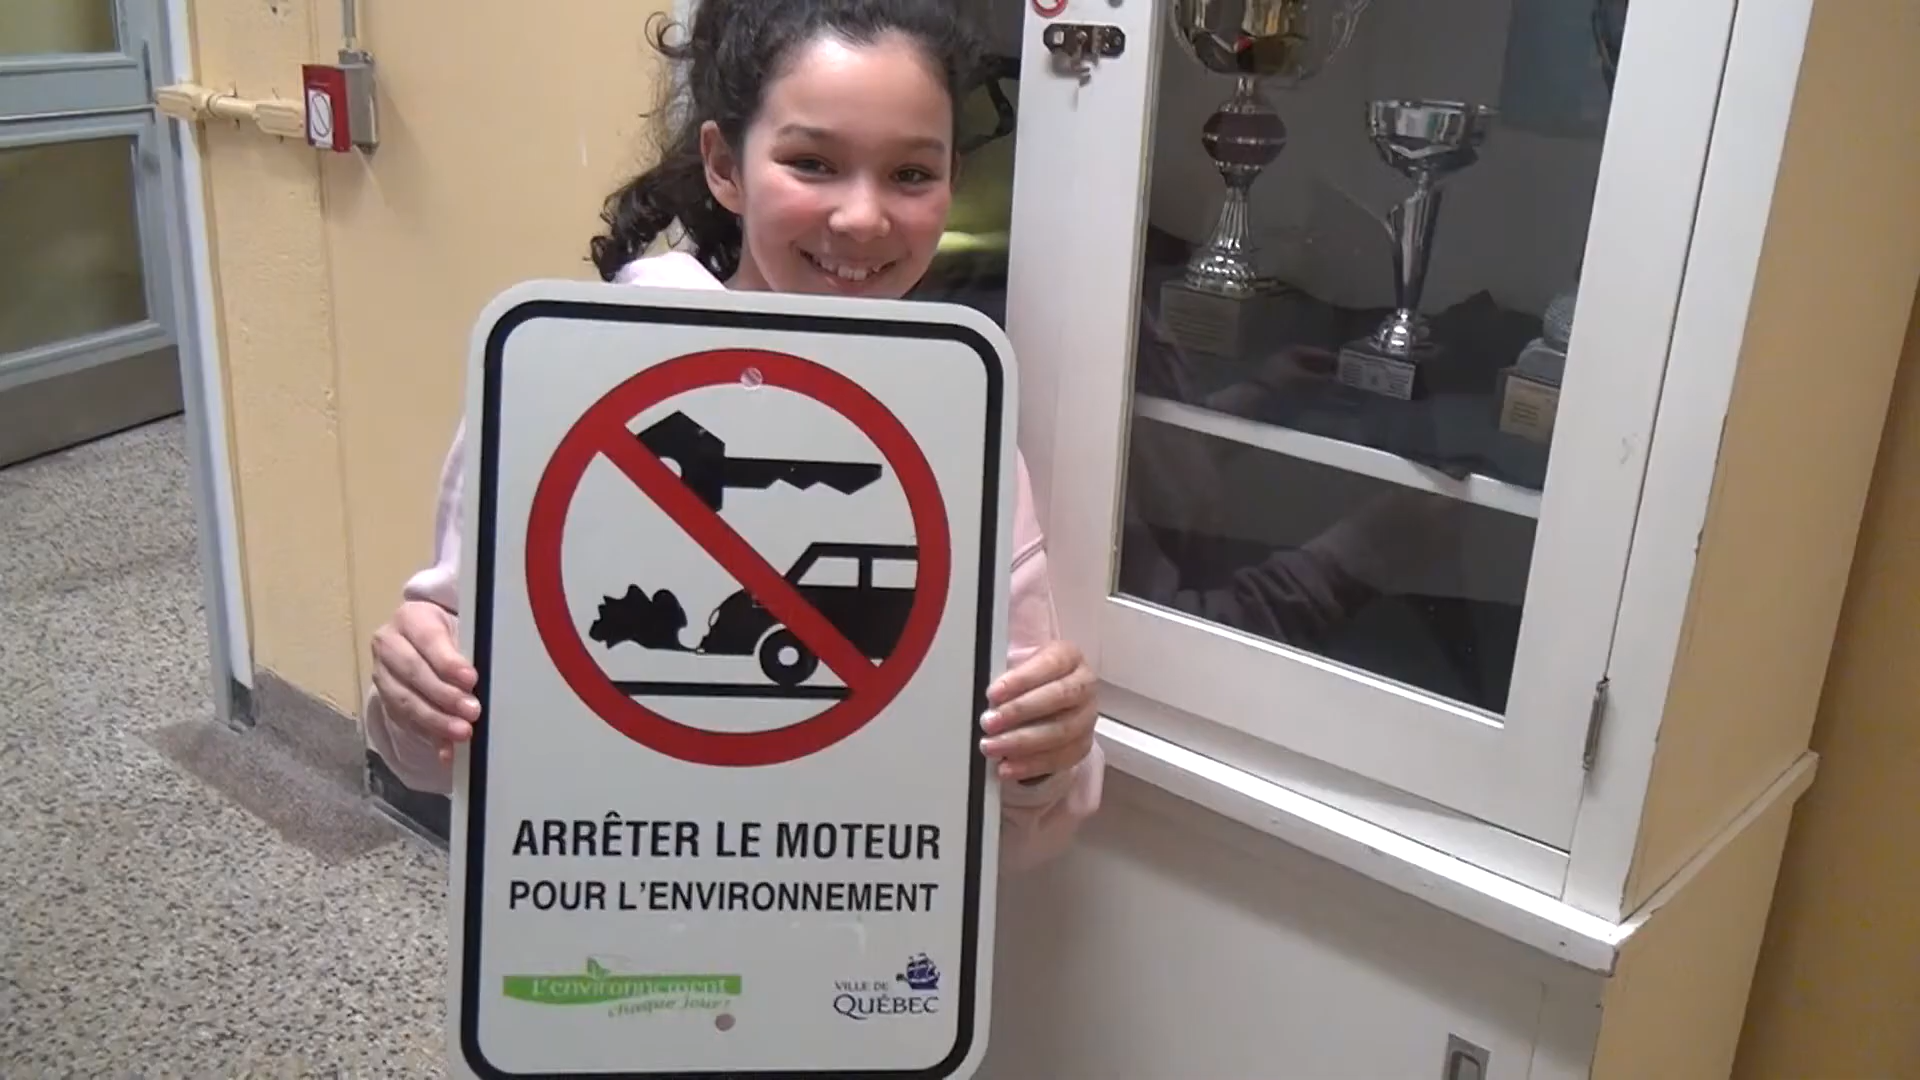 ARRÊTER LE MOTEUR
POUR L'ENVIRONNEMENT
L'environnement
chaque jour!
VILLE DE
QUÉBEC